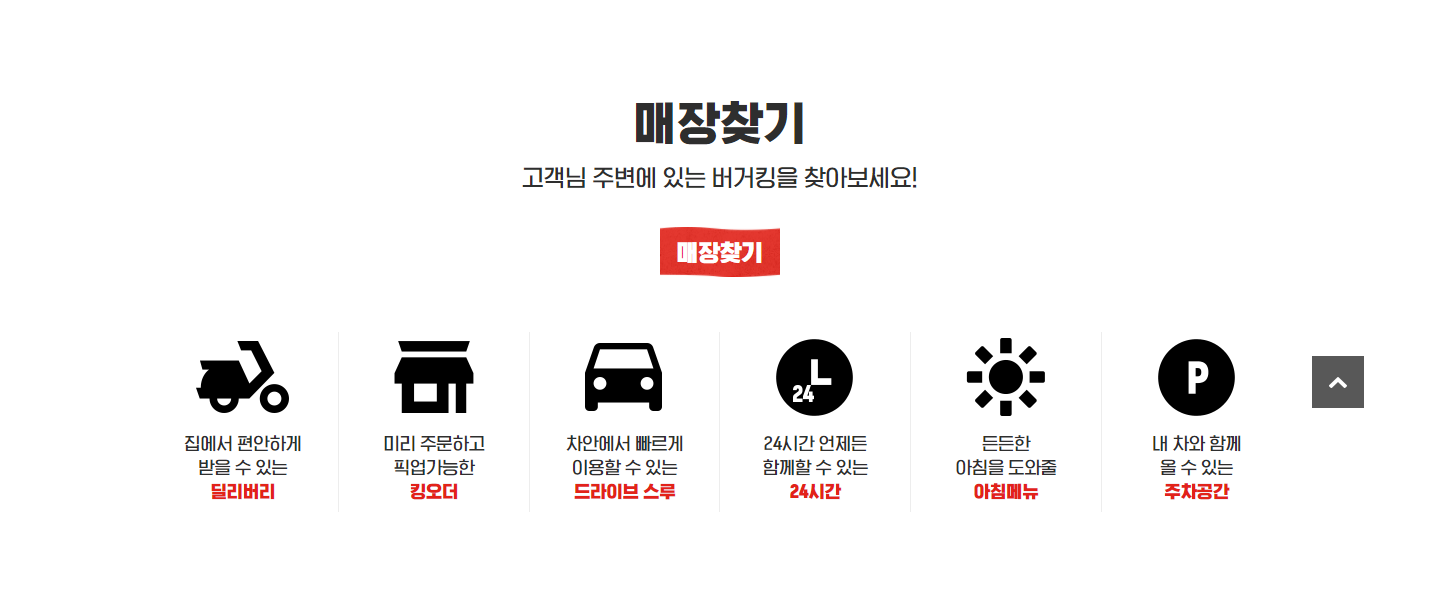 매장찾기
고객님 주변에 있는 버거킹을 찾아보세요!
매장찾기
24
P
집에서 편안하게
받을 수 있는
딜리버리
미리 주문하고
픽업가능한
킹오더
차안에서 빠르게
이용할 수 있는
드라이브 스루
24시간 언제든
함께할 수 있는
24시간
든든한
아침을 도와줄
아침메뉴
내 차와 함께
올 수 있는
주차공간